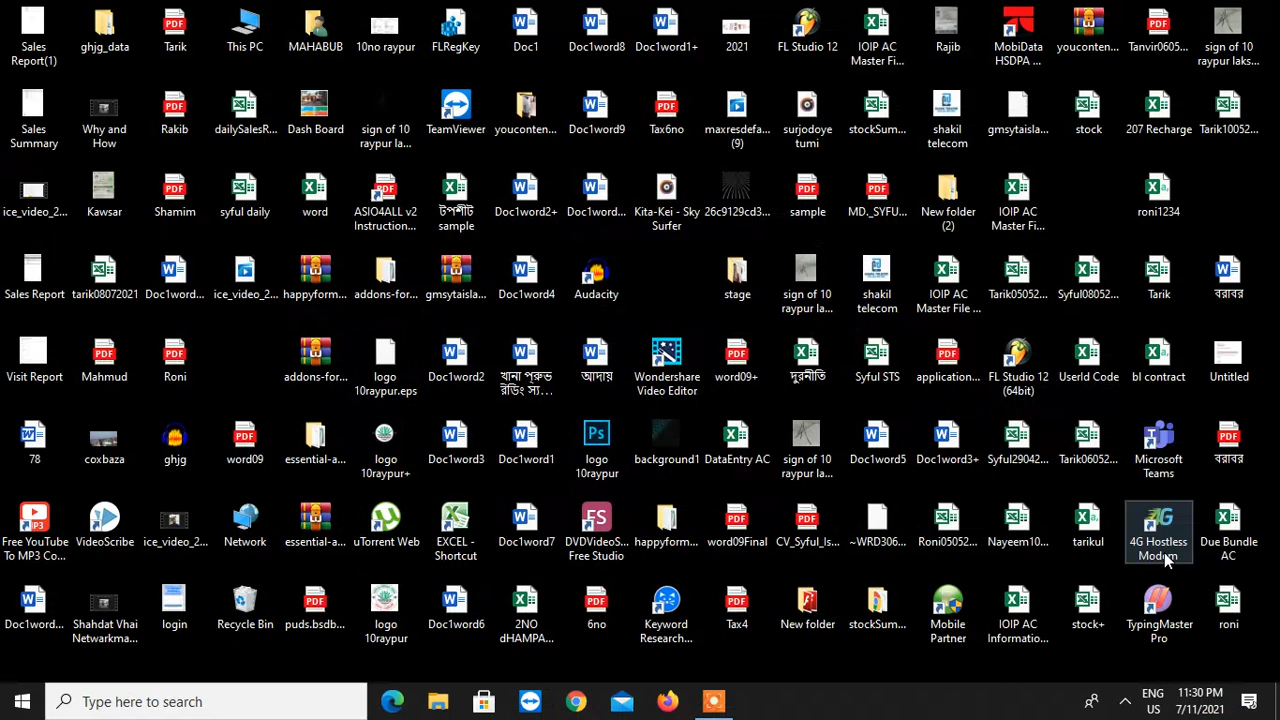 Sales
Report(1)
ghjg_data
Tarik
This PC
MAHABUB
10no raypur
FLRegKey
Doc1
Doc1word8
Doc1word1+
2021
FL Studio 12
IOIP AC
Master Fi...
Rajib
MobiData
HSDPA ...
youconten...
Tanvir0605...
sign of 10
raypur laks...
Sales
Summary
Why and
How
Rakib
dailySalesR...
Dash Board
sign of 10
raypur la...
TeamViewer
youconten...
Doc1word9
Tax6no
maxresdefa...
(9)
surjodoye
tumi
stockSum...
shakil
telecom
gmsytaisla...
stock
207 Recharge
Tarik10052...
ice_video_2...
Kawsar
Shamim
syful daily
word
ASIO4ALL v2
Instruction...
টপশীট
sample
Doc1word2+
Doc1word...
Kita-Kei - Sky
Surfer
26c9129cd3...
sample
MD._SYFU...
New folder
(2)
IOIP AC
Master Fi...
roni1234
Sales Report
tarik08072021
Doc1word...
ice_video_2...
happyform...
addons-for...
gmsytaisla...
Doc1word4
Audacity
stage
sign of 10
raypur la...
shakil
telecom
IOIP AC
Master File ...
Tarik05052...
Syful08052...
Tarik
বরাবর
Visit Report
Mahmud
Roni
addons-for...
logo
10raypur.eps
Doc1word2
আদায়
Wondershare
Video Editor
word09+
দুরনীতি
Syful STS
application...
FL Studio 12
(64bit)
UserId Code
bl contract
Untitled
78
coxbaza
ghjg
word09
essential-a...
logo
10raypur+
Doc1word3
Doc1word1
Ps
logo
10raypur
background1
DataEntry AC
sign of 10
raypur la...
Doc1word5
Doc1word3+
Syful29042...
Tarik06052...
Microsoft
Teams
বরাবর
Free YouTube
To MP3 Co...
VideoScribe
ice_video_2...
Network
essential-a...
uTorrent Web
EXCEL -
Shortcut
Doc1word7
FS
DVDVideoS...
Free Studio
happyform...
word09Final
CV_Syful_Is...
~WRD306...
Roni05052...
Nayeem10...
tarikul
4G
4G Hostless
Modem
Due Bundle
AC
Doc1word...
Shahdat Vhai
Netwarkma...
login
Recycle Bin
puds.bsdb...
logo
10raypur
Doc1word6
2NO
dHAMPA...
6no
Keyword
Research...
Tax4
New folder
stockSum...
Mobile
Partner
IOIP AC
Informatio...
stock+
TypingMaster
Pro
roni
Type here to search
ENG
US
11:30 PM
7/11/2021